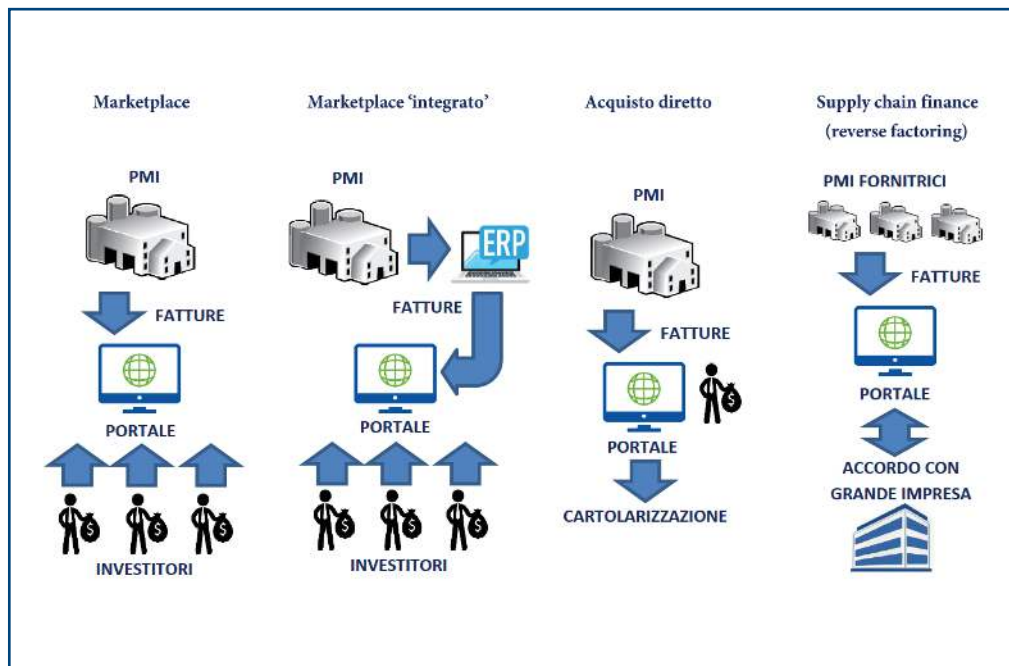 Marketplace
PMI
FATTURE
PORTALE
$ $ $
INVESTITORI
Marketplace ‘integrato’
PMI
ERP
FATTURE
PORTALE
$ $ $
INVESTITORI
Acquisto diretto
PMI
FATTURE
$
PORTALE
CARTOLARIZZAZIONE
Supply chain finance
(reverse factoring)
PMI FORNITRICI
FATTURE
PORTALE
ACCORDO CON
GRANDE IMPRESA